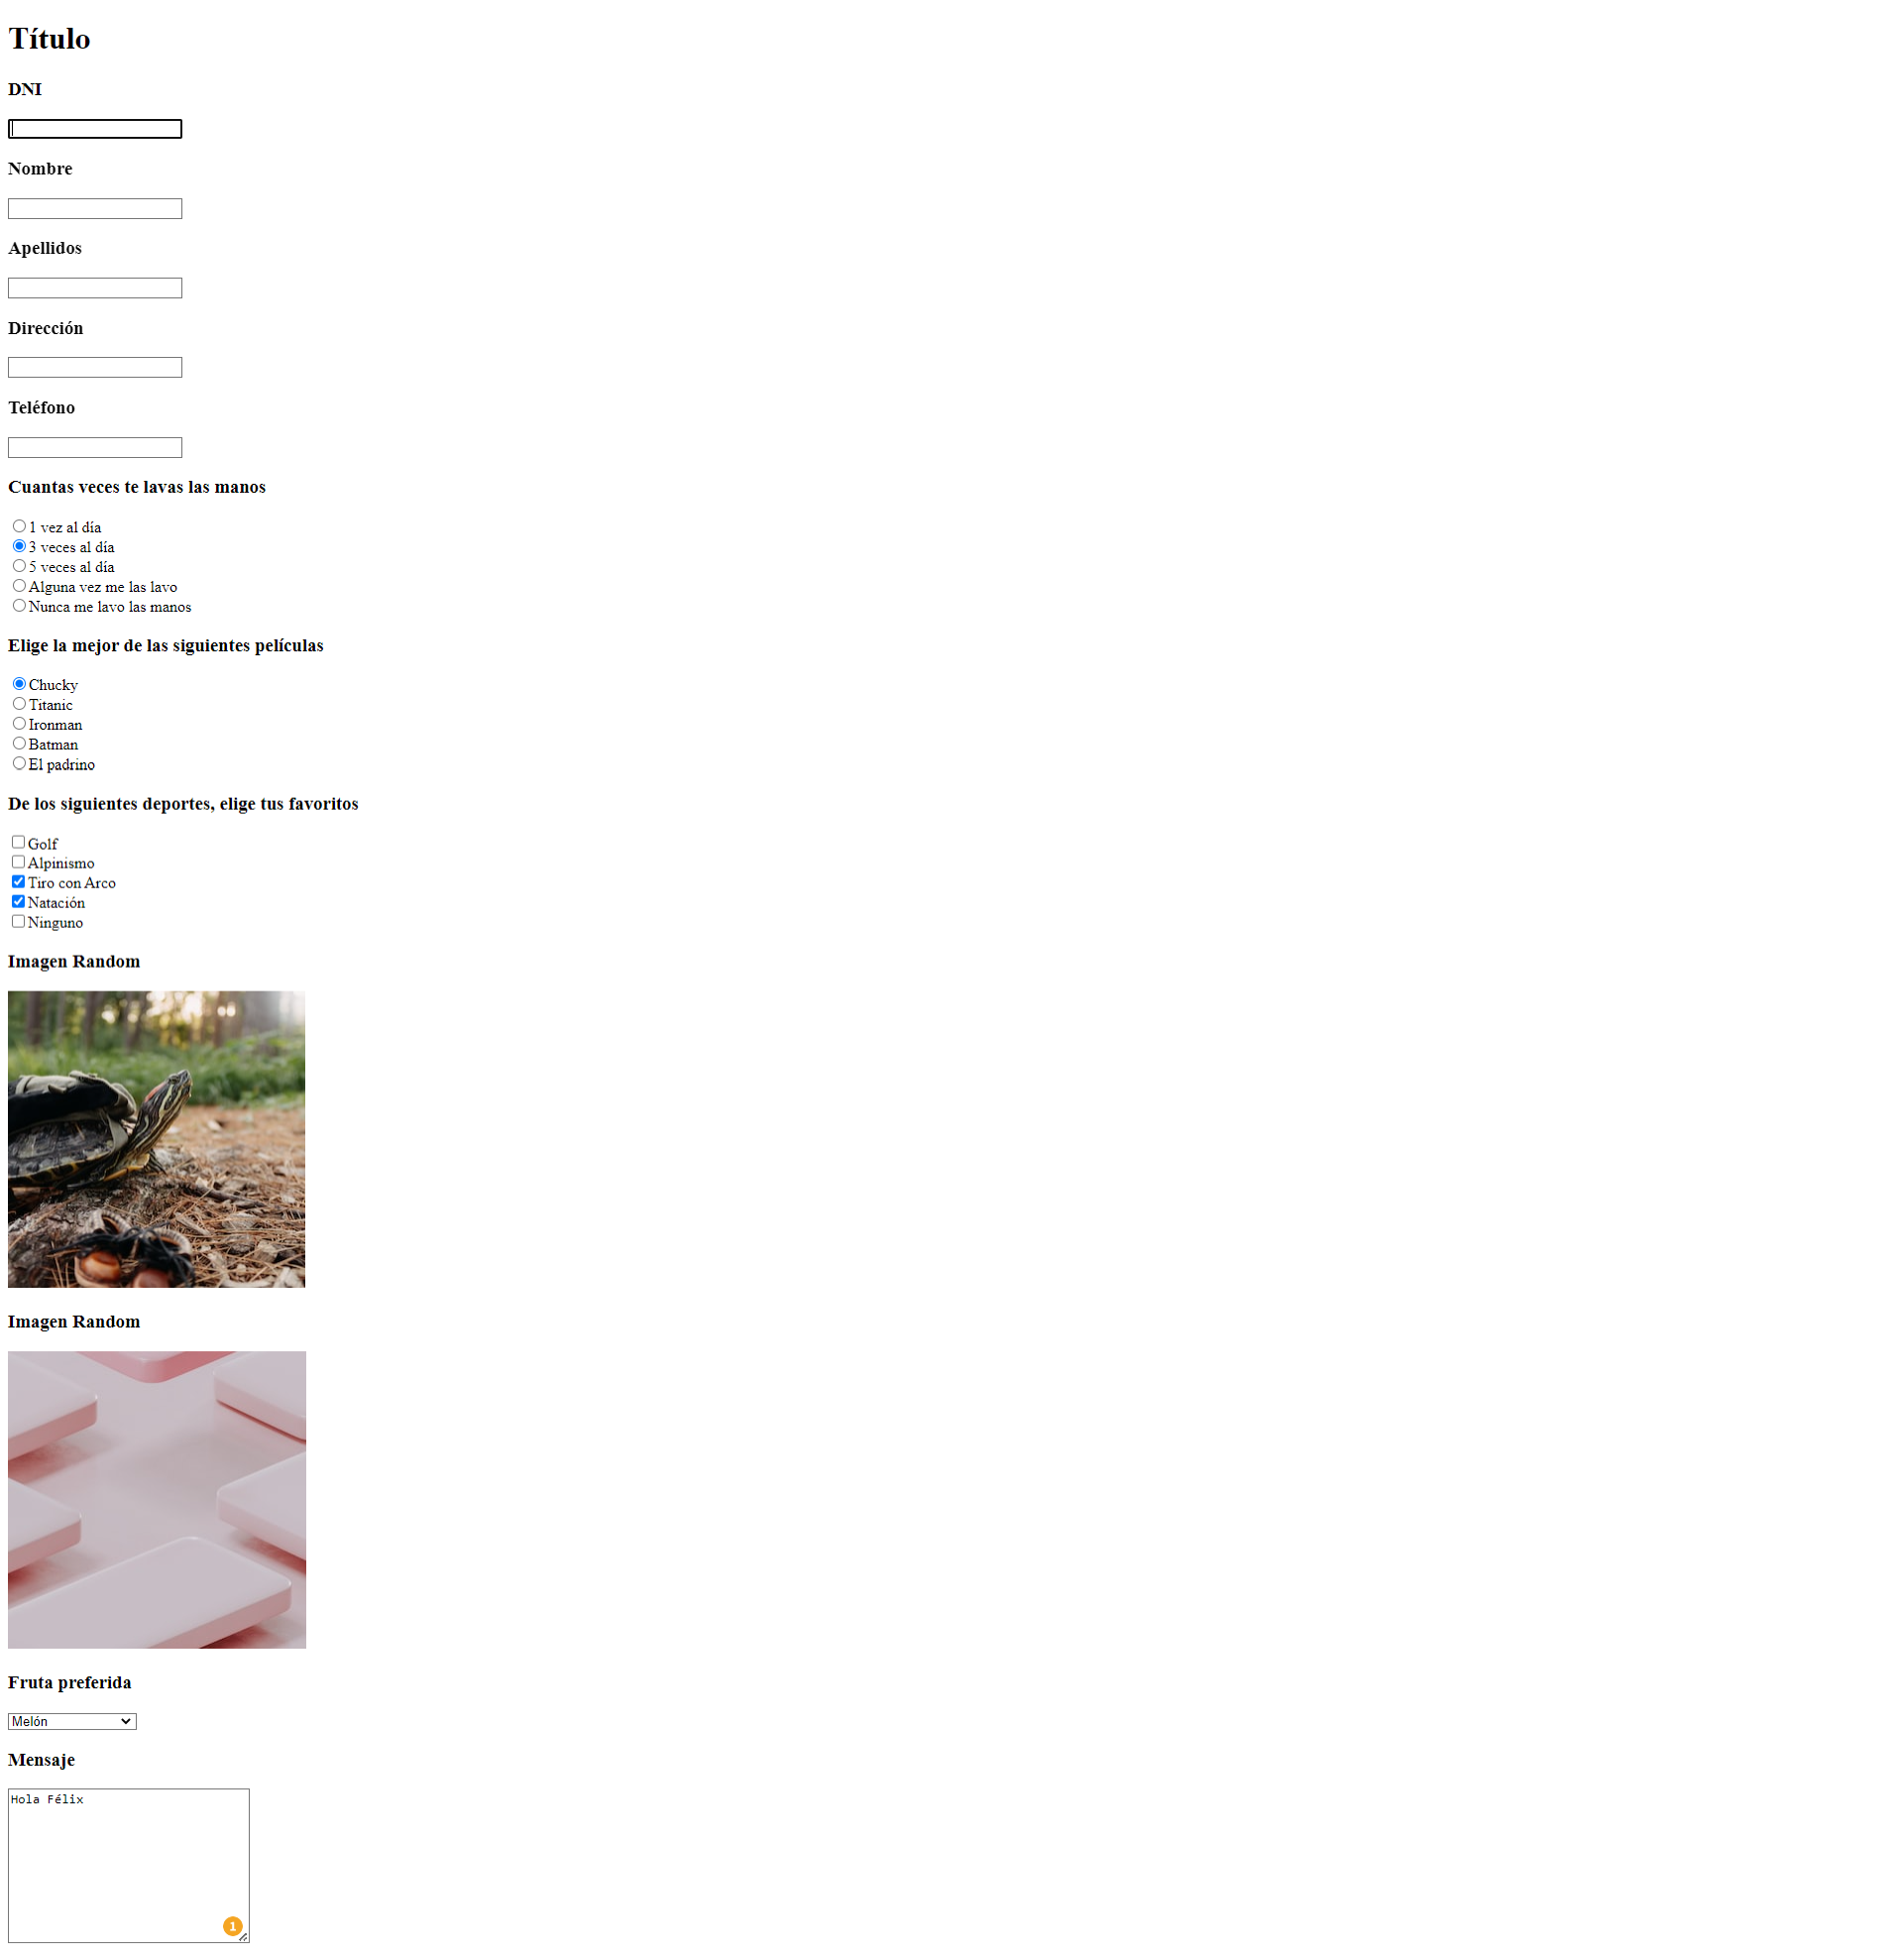 Título
DNI
Nombre
Apellidos
Dirección
Teléfono
Cuantas veces te lavas las manos
1 vez al día
3 veces al día
5 veces al día
Alguna vez me las lavo
Nunca me lavo las manos
Elige la mejor de las siguientes películas
Chucky
Titanic
Ironman
Batman
El padrino
De los siguientes deportes, elige tus favoritos
Golf
Alpinismo
Tiro con Arco
Natación
Ninguno
Imagen Random
Imagen Random
Fruta preferida
Melón
Mensaje
Hola Félix
1